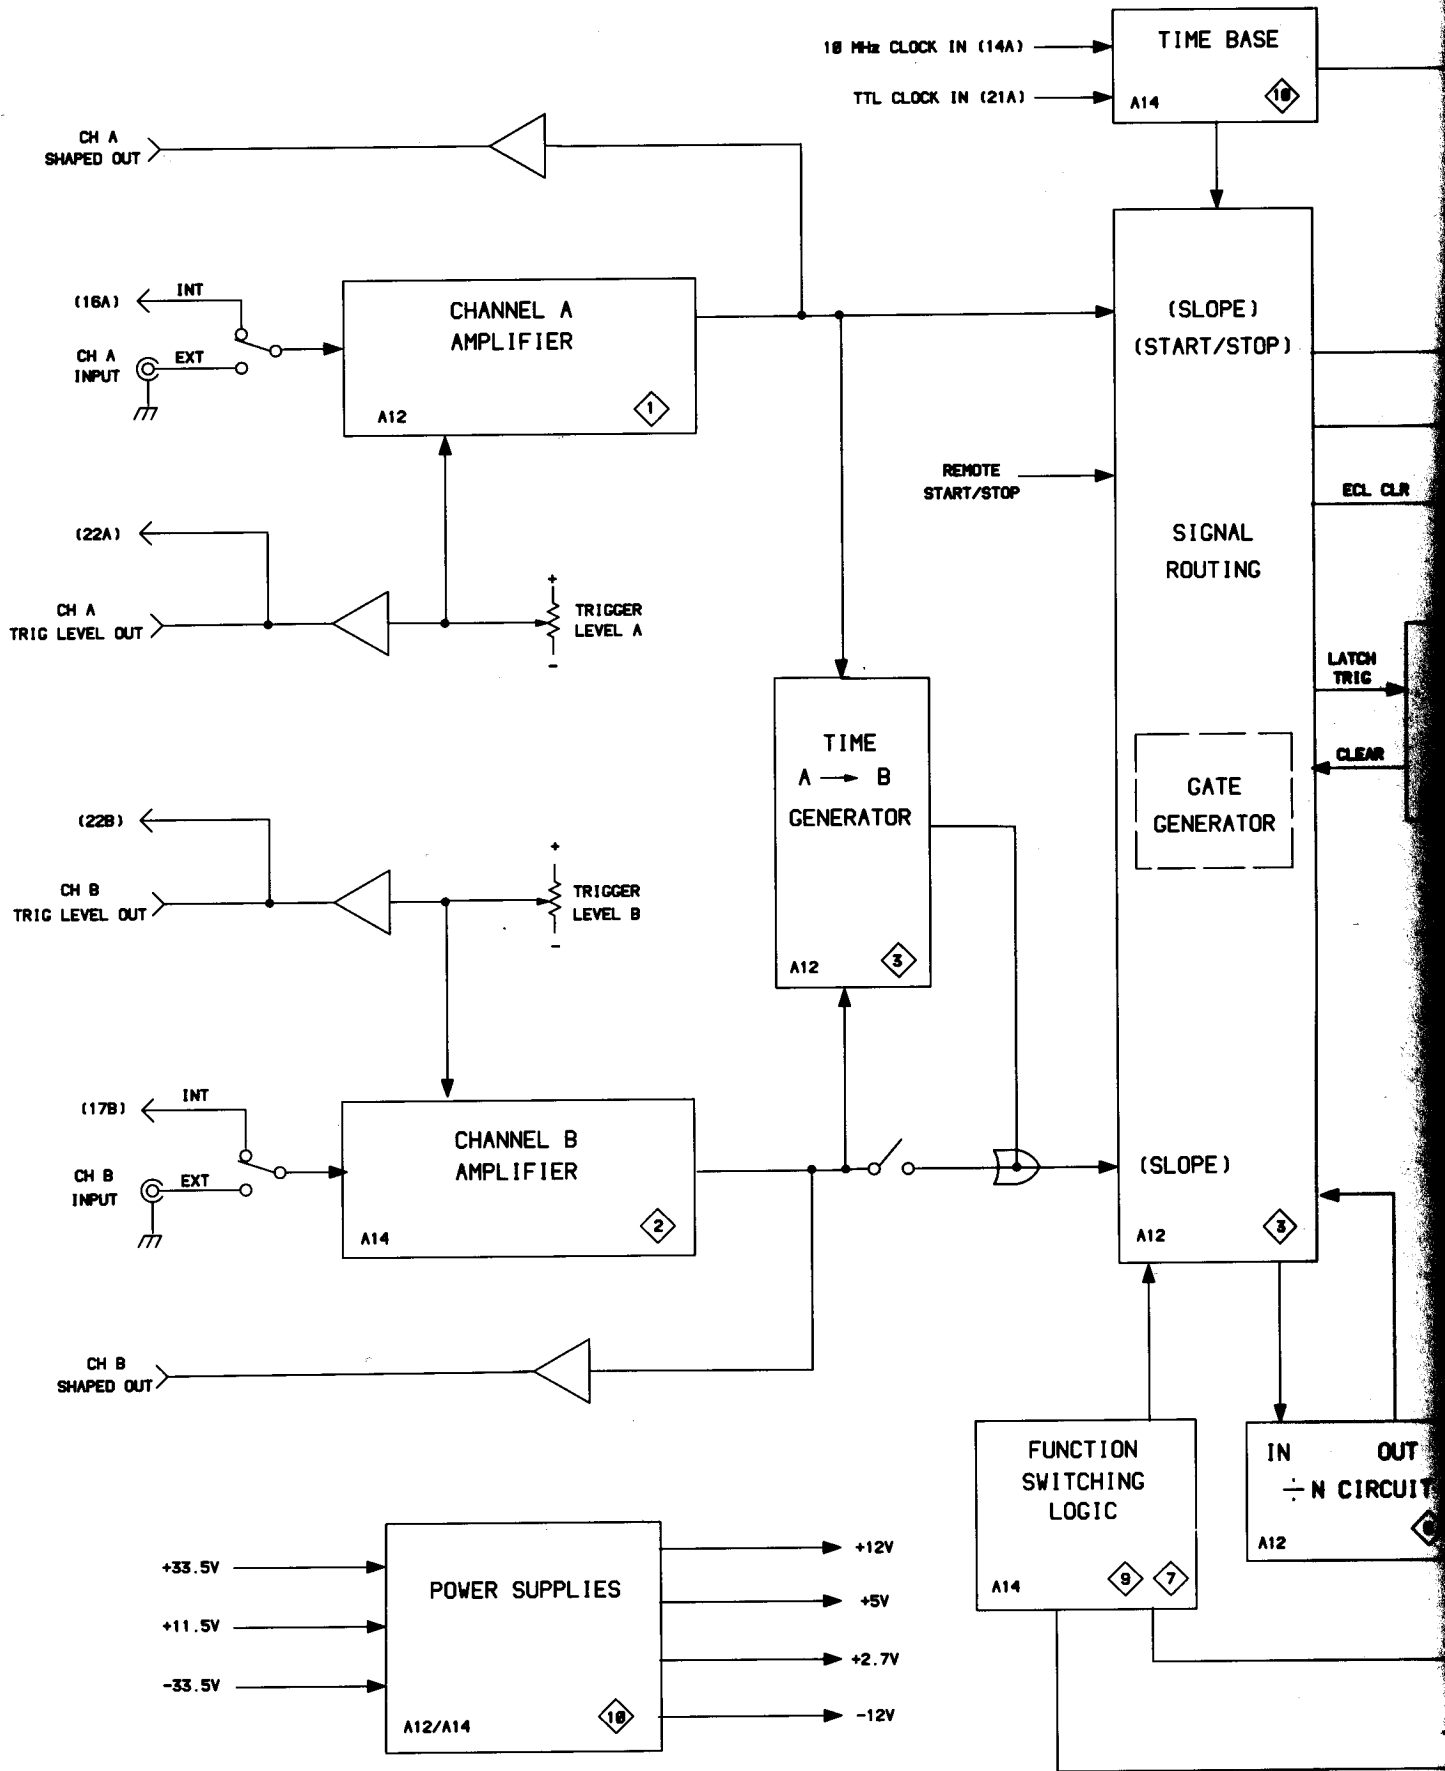 10 MHz CLOCK IN (14A)
TTL CLOCK IN (21A)
TIME BASE
A14
10
CH A
SHAPED OUT
(16A)
INT
CH A
INPUT
EXT
CHANNEL A
AMPLIFIER
A12
1
(SLOPE)
(START/STOP)
REMOTE
START/STOP
ECL CLR
SIGNAL
ROUTING
(22A)
CH A
TRIG LEVEL OUT
+
TRIGGER
LEVEL A
-
LATCH
TRIG
CLEAR
TIME
A → B
GENERATOR
A12
3
GATE
GENERATOR
(22B)
CH B
TRIG LEVEL OUT
+
TRIGGER
LEVEL B
-
(17B)
INT
CH B
INPUT
EXT
CHANNEL B
AMPLIFIER
A14
2
(SLOPE)
A12
3
CH B
SHAPED OUT
FUNCTION
SWITCHING
LOGIC
A14
9
7
IN OUT
÷ N CIRCUIT
A12
+33.5V
+11.5V
-33.5V
POWER SUPPLIES
A12/A14
10
+12V
+5V
+2.7V
-12V